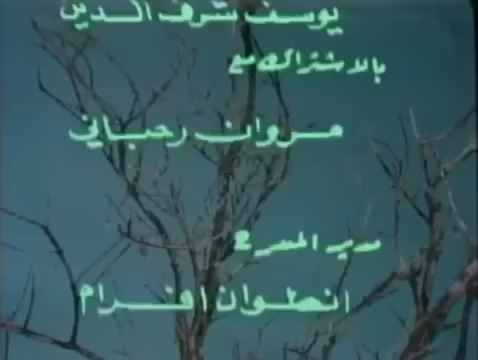 يوسف شرف الدين
بالاشتراك مع
مروان رحباني
مدير المسرح
انطوان افرام